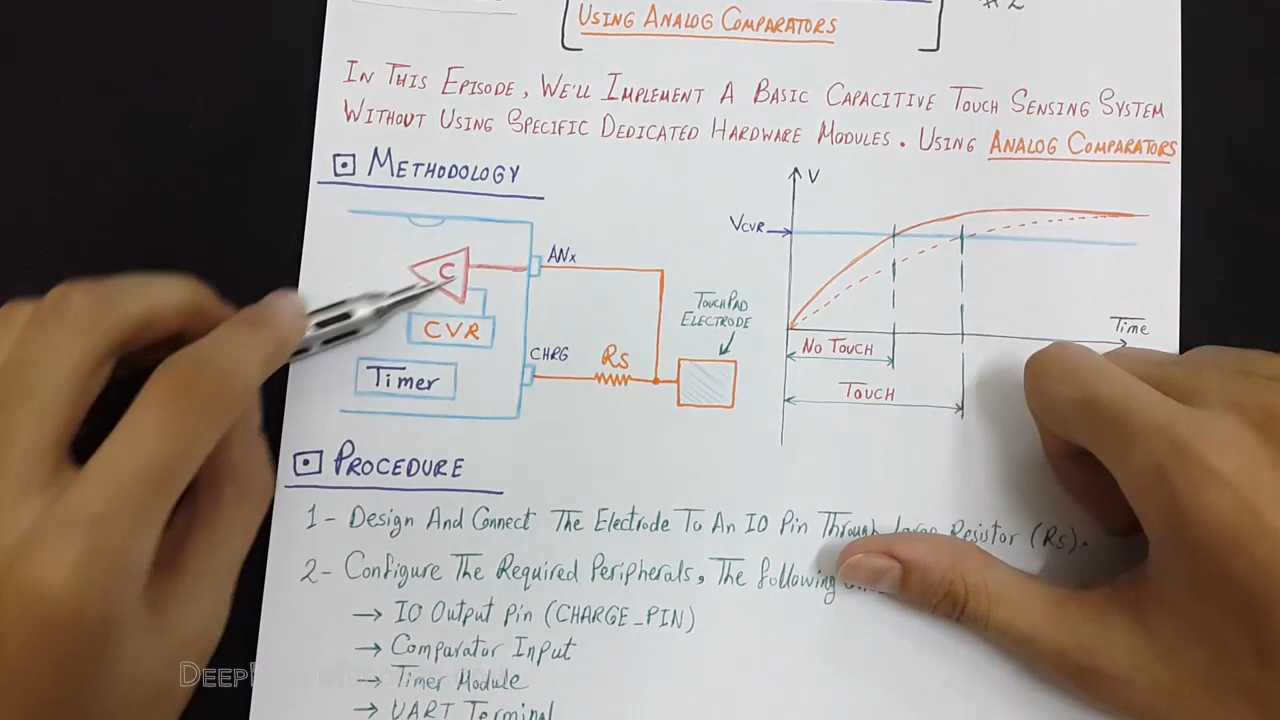 #2
USING ANALOG COMPARATORS
IN THIS EPISODE, WE'LL IMPLEMENT A BASIC CAPACITIVE TOUCH SENSING SYSTEM
WITHOUT USING SPECIFIC DEDICATED HARDWARE MODULES. USING ANALOG COMPARATORS
METHODOLOGY
C
CVR
Timer
ANx
CHRG
Rs
TOUCHPAD
ELECTRODE
V
VCVR
Time
NO TOUCH
TOUCH
PROCEDURE
1- Design And Connect The Electrode To An IO Pin Through Large Resistor (Rs).
2- Configure The Required Peripherals, The Following
→ IO Output Pin (CHARGE_PIN)
→ Comparator Input
→ Timer Module
→ UART Terminal
DEEP